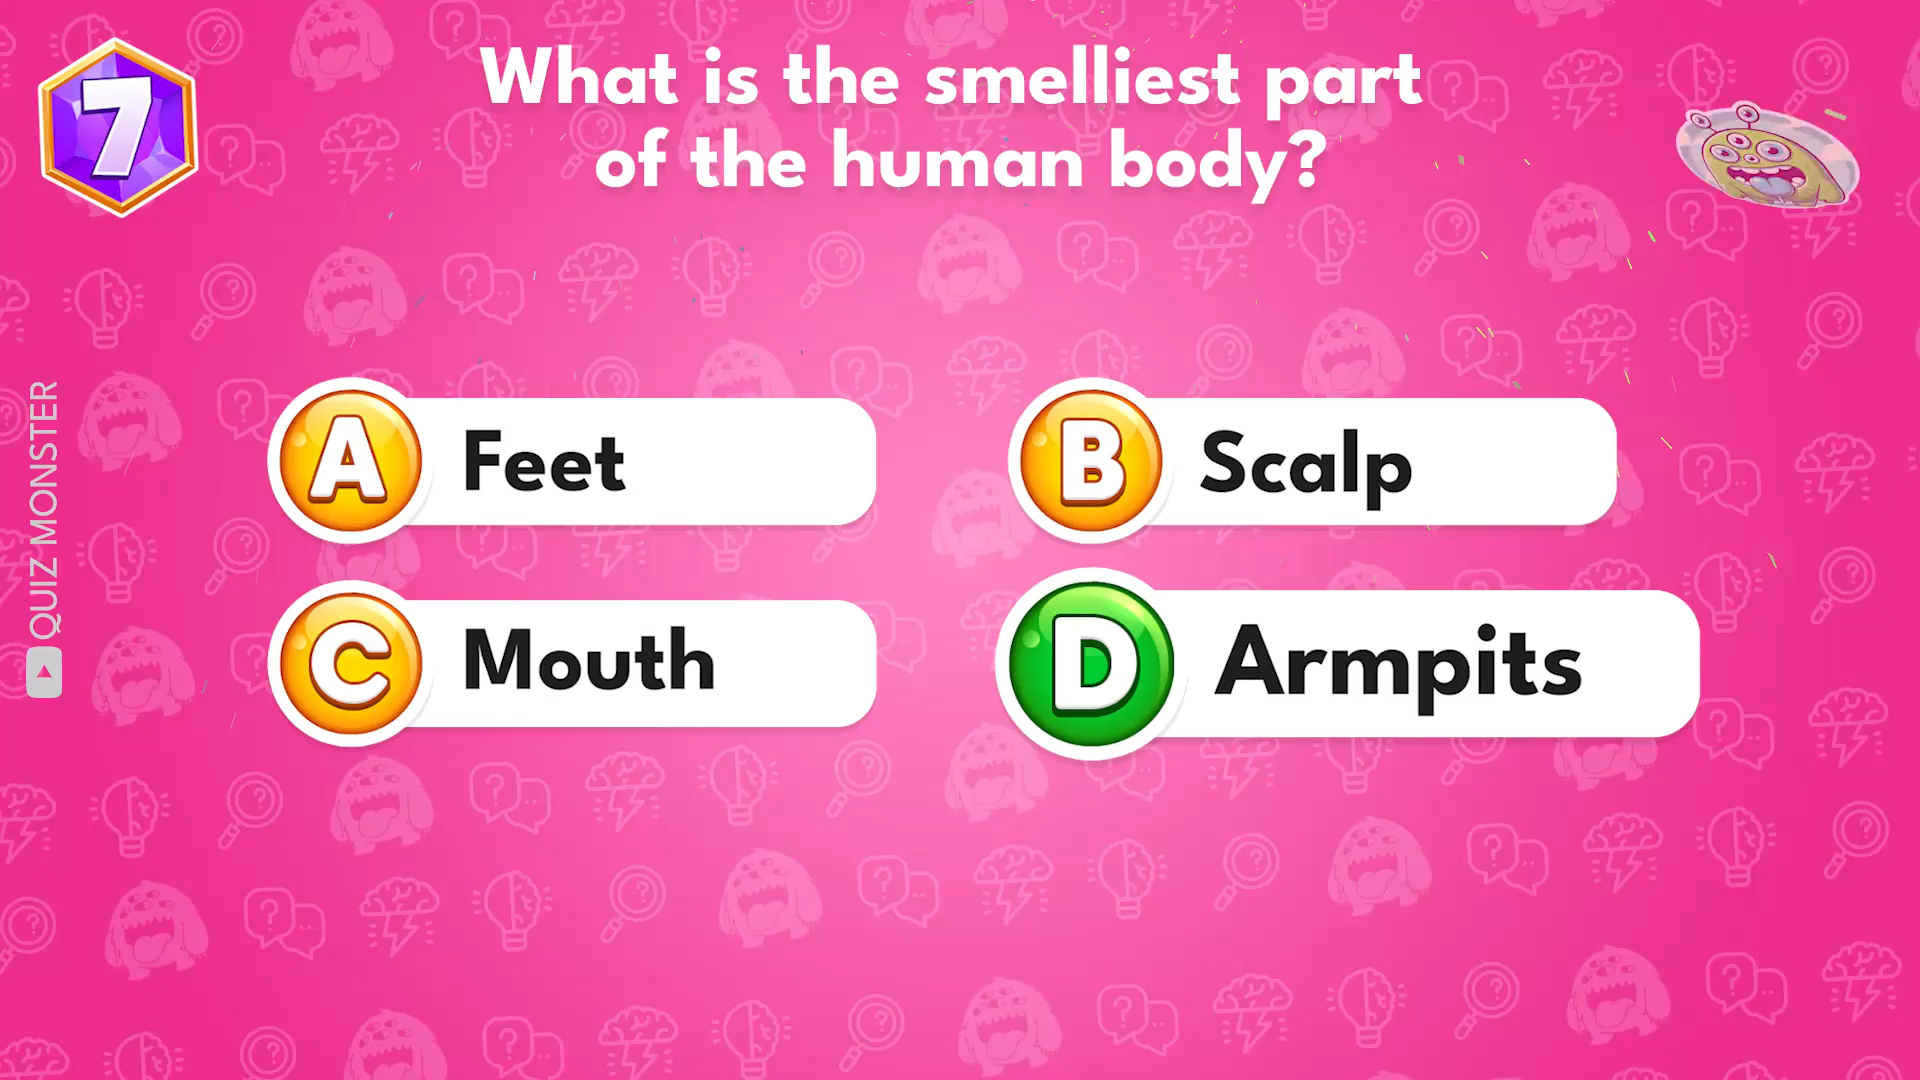 7
What is the smelliest part
of the human body?
A Feet
B Scalp
C Mouth
D Armpits
QUIZ MONSTER